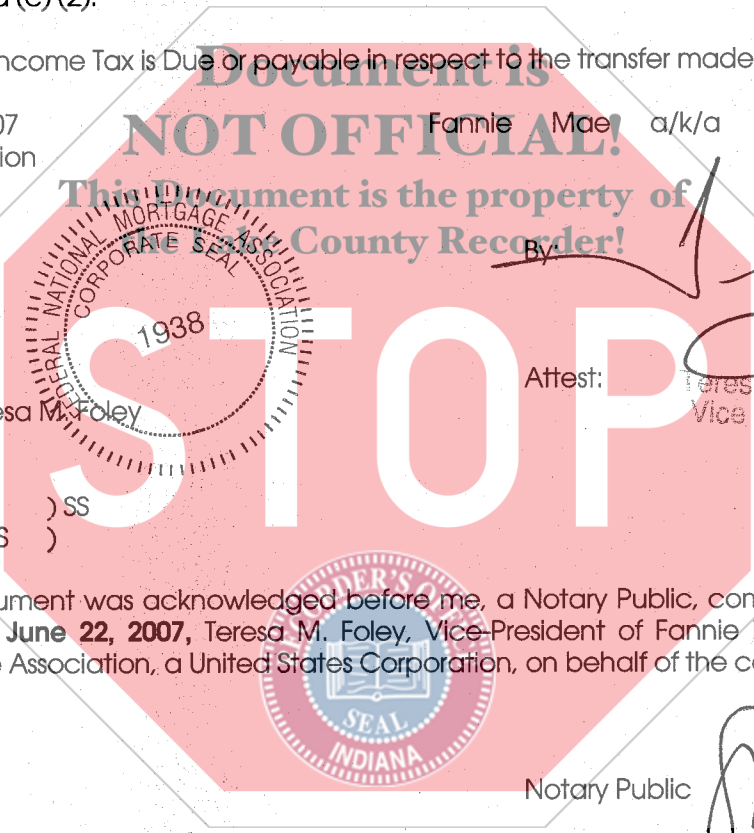 (c) (2).
ncome Tax is Due or payable in respect to the transfer made
Document is
07
Fannie Mae a/k/a
NOT OFFICIAL!
ion
This Document is the property of
the Lake County Recorder!
By:
FEDERAL NATIONAL MORTGAGE ASSOCIATION
CORPORATE SEAL
1938
STOP
Attest:
Teres
esa M. Foley
Vice
) SS
S )
ument was acknowledged before me, a Notary Public, con
June 22, 2007, Teresa M. Foley, Vice-President of Fannie
e Association, a United States Corporation, on behalf of the c
SEAL
INDIANA
Notary Public